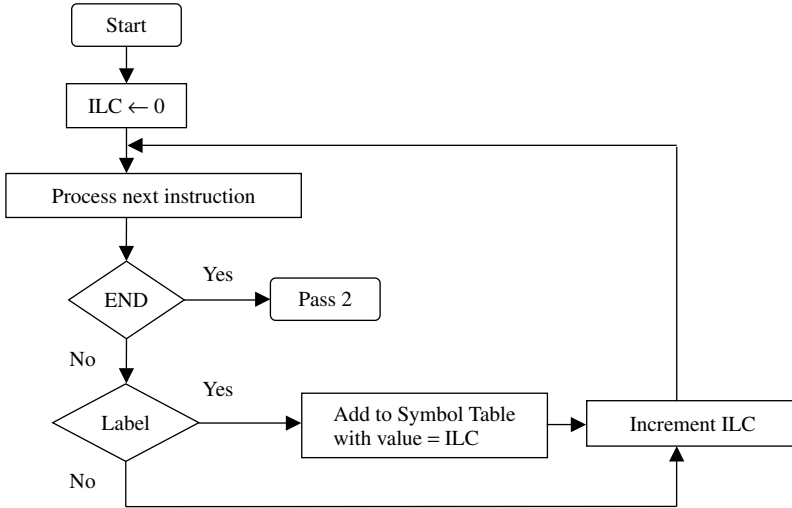 Start
ILC ← 0
Process next instruction
Yes
END
Pass 2
No
Yes
Label
Add to Symbol Table
with value = ILC
Increment ILC
No